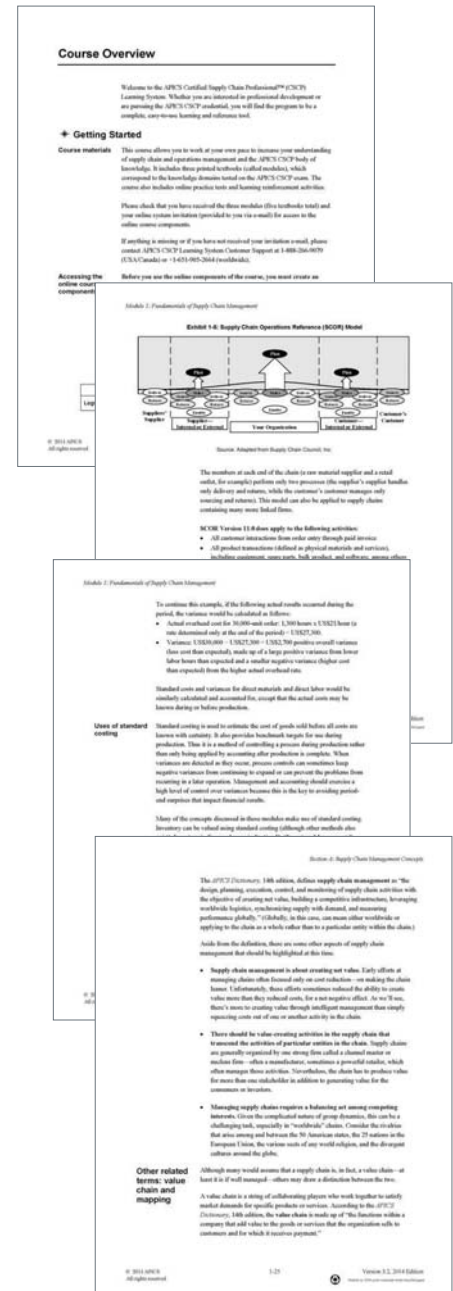 Course Overview
Welcome to the APICS Certified Supply Chain Professional™ (CSCP)
Learning System. Whether you are interested in professional development or
are pursuing the APICS CSCP credential, you will find the program to be a
complete, easy-to-use learning and reference tool.
Getting Started
Course materials
This course allows you to work at your own pace to increase your understanding
of supply chain and operations management and the APICS CSCP body of
knowledge. It includes three printed textbooks (called modules), which
correspond to the knowledge domains tested on the APICS CSCP exam. The
course also includes online practice tests and learning reinforcement activities.
Please check that you have received the three modules (five textbooks total) and
your online system invitation (provided to you via e-mail) for access to the
online course components.
If anything is missing or if you have not received your invitation e-mail, please
contact APICS CSCP Learning System Customer Support at 1-888-266-9079
(USA/Canada) or +1-651-905-2664 (worldwide).
Accessing the
online cour
component
Before you use the online components of the course, you must create an
© 2014 APICS
All rights reserved
Module 1: Fundamentals of Supply Chain Management
Exhibit 1-6: Supply Chain Operations Reference (SCOR) Model
Plan
Plan
Plan
Suppliers'
Supplier
Supplier—
Internal or External
Your Organization
Customer—
Internal or External
Customer's
Customer
Source: Adapted from Supply Chain Council, Inc.
The members at each end of the chain (a raw material supplier and a retail
outlet, for example) perform only two processes (the supplier's supplier handles
only delivery and returns, while the customer's customer manages only
sourcing and returns). This model can also be applied to supply chains
containing many more linked firms.
SCOR Version 11.0 does apply to the following activities:
• All customer interactions from order entry through paid invoice
• All product transactions (defined as physical materials and services),
including equipment, spare parts, bulk product, and software, among others
Module 1: Fundamentals of Supply Chain Management
To continue this example, if the following actual results occurred during the
period, the variance would be calculated as follows:
• Actual overhead cost for 30,000-unit order: 1,300 hours x US$21/hour (a
rate determined only at the end of the period) = US$27,300.
• Variance: US$30,000 − US$27,300 = US$2,700 positive overall variance
(less cost than expected), made up of a large positive variance from lower
labor hours than expected and a smaller negative variance (higher cost
than expected) from the higher actual overhead rate.
Standard costs and variances for direct materials and direct labor would be
similarly calculated and accounted for, except that the actual costs may be
known during or before production.
Uses of standard
costing
Standard costing is used to estimate the cost of goods sold before all costs are
known with certainty. It also provides benchmark targets for use during
production. Thus it is a method of controlling a process during production rather
than only being applied by accounting after production is complete. When
variances are detected as they occur, process controls can sometimes keep
negative variances from continuing to expand or can prevent the problems from
recurring in a later operation. Management and accounting should exercise a
high level of control over variances because this is the key to avoiding period-
end surprises that impact financial results.
Many of the concepts discussed in these modules make use of standard costing.
Inventory can be valued using standard costing (although other methods also
Section A: Supply Chain Management Concepts
The APICS Dictionary, 14th edition, defines supply chain management as "the
design, planning, execution, control, and monitoring of supply chain activities with
the objective of creating net value, building a competitive infrastructure, leveraging
worldwide logistics, synchronizing supply with demand, and measuring
performance globally." (Globally, in this case, can mean either worldwide or
applying to the chain as a whole rather than to a particular entity within the chain.)
Aside from the definition, there are some other aspects of supply chain
management that should be highlighted at this time.
• Supply chain management is about creating net value. Early efforts at
managing chains often focused only on cost reduction—on making the chain
leaner. Unfortunately, these efforts sometimes reduced the ability to create
value more than they reduced costs, for a net negative effect. As we'll see,
there's more to creating value through intelligent management than simply
squeezing costs out of one or another activity in the chain.
• There should be value-creating activities in the supply chain that
transcend the activities of particular entities in the chain. Supply chains
are generally organized by one strong firm called a channel master or
nucleus firm—often a manufacturer, sometimes a powerful retailer, which
often manages those activities. Nevertheless, the chain has to produce value
for more than one stakeholder in addition to generating value for the
consumers or investors.
• Managing supply chains requires a balancing act among competing
interests. Given the complicated nature of group dynamics, this can be a
challenging task, especially in "worldwide" chains. Consider the rivalries
that arise among and between the 50 American states, the 25 nations in the
European Union, the various sects of any world religion, and the divergent
cultures around the globe.
Other related
terms: value
chain and
mapping
Although many would assume that a supply chain is, in fact, a value chain—at
least it is if well managed—others may draw a distinction between the two.
A value chain is a string of collaborating players who work together to satisfy
market demands for specific products or services. According to the APICS
Dictionary, 14th edition, the value chain is made up of "the functions within a
company that add value to the goods or services that the organization sells to
customers and for which it receives payment."
© 2014 APICS
All rights reserved
1-25
Version 3.2, 2014 Edition